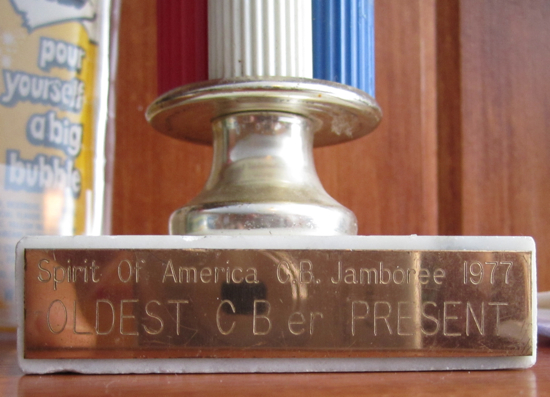 pour
yourself
a big
bubble
Spirit Of America C.B. Jamboree 1977
OLDEST C B er PRESENT